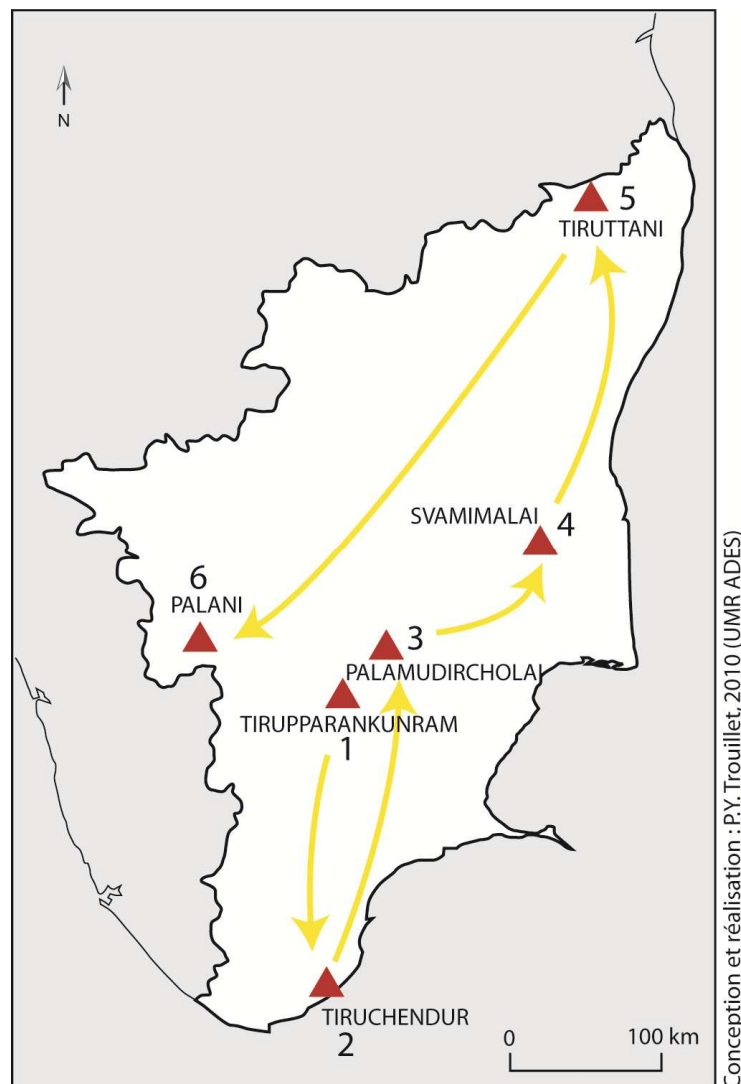 N
5
TIRUTTANI
SVAMIMALAI
4
6
PALANI
3
PALAMUDIRCHOLAI
TIRUPPARANKUNRAM
1
TIRUCHENDUR
2
0
100 km
Conception et réalisation : P.Y. Trouillet, 2010 (UMR ADES)